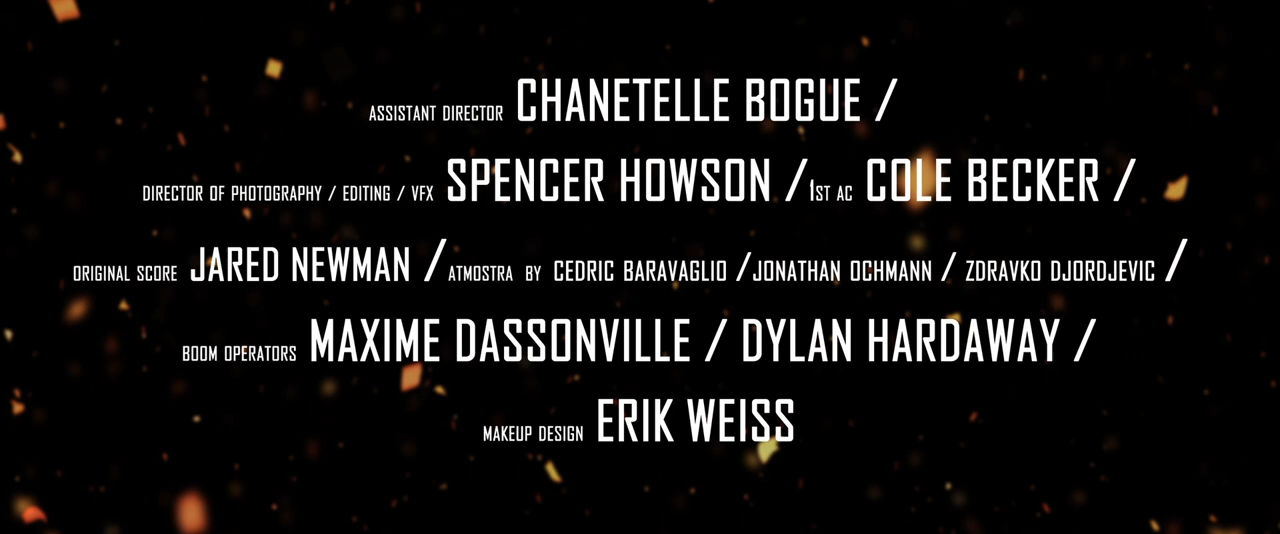 ASSISTANT DIRECTOR CHANETELLE BOGUE /
DIRECTOR OF PHOTOGRAPHY / EDITING / VFX SPENCER HOWSON / 1ST AC COLE BECKER /
ORIGINAL SCORE JARED NEWMAN / ATMOSTRA BY CEDRIC BARAVAGLIO / JONATHAN OCHMANN / ZDRAVKO DJORDJEVIC /
BOOM OPERATORS MAXIME DASSONVILLE / DYLAN HARDAWAY /
MAKEUP DESIGN ERIK WEISS